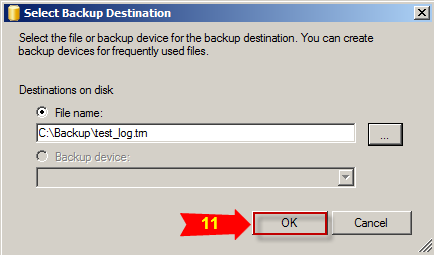 Select Backup Destination
Select the file or backup device for the backup destination. You can create
backup devices for frequently used files.
Destinations on disk
File name:
C:\Backup\test_log.trn
...
Backup device:
11
OK
Cancel